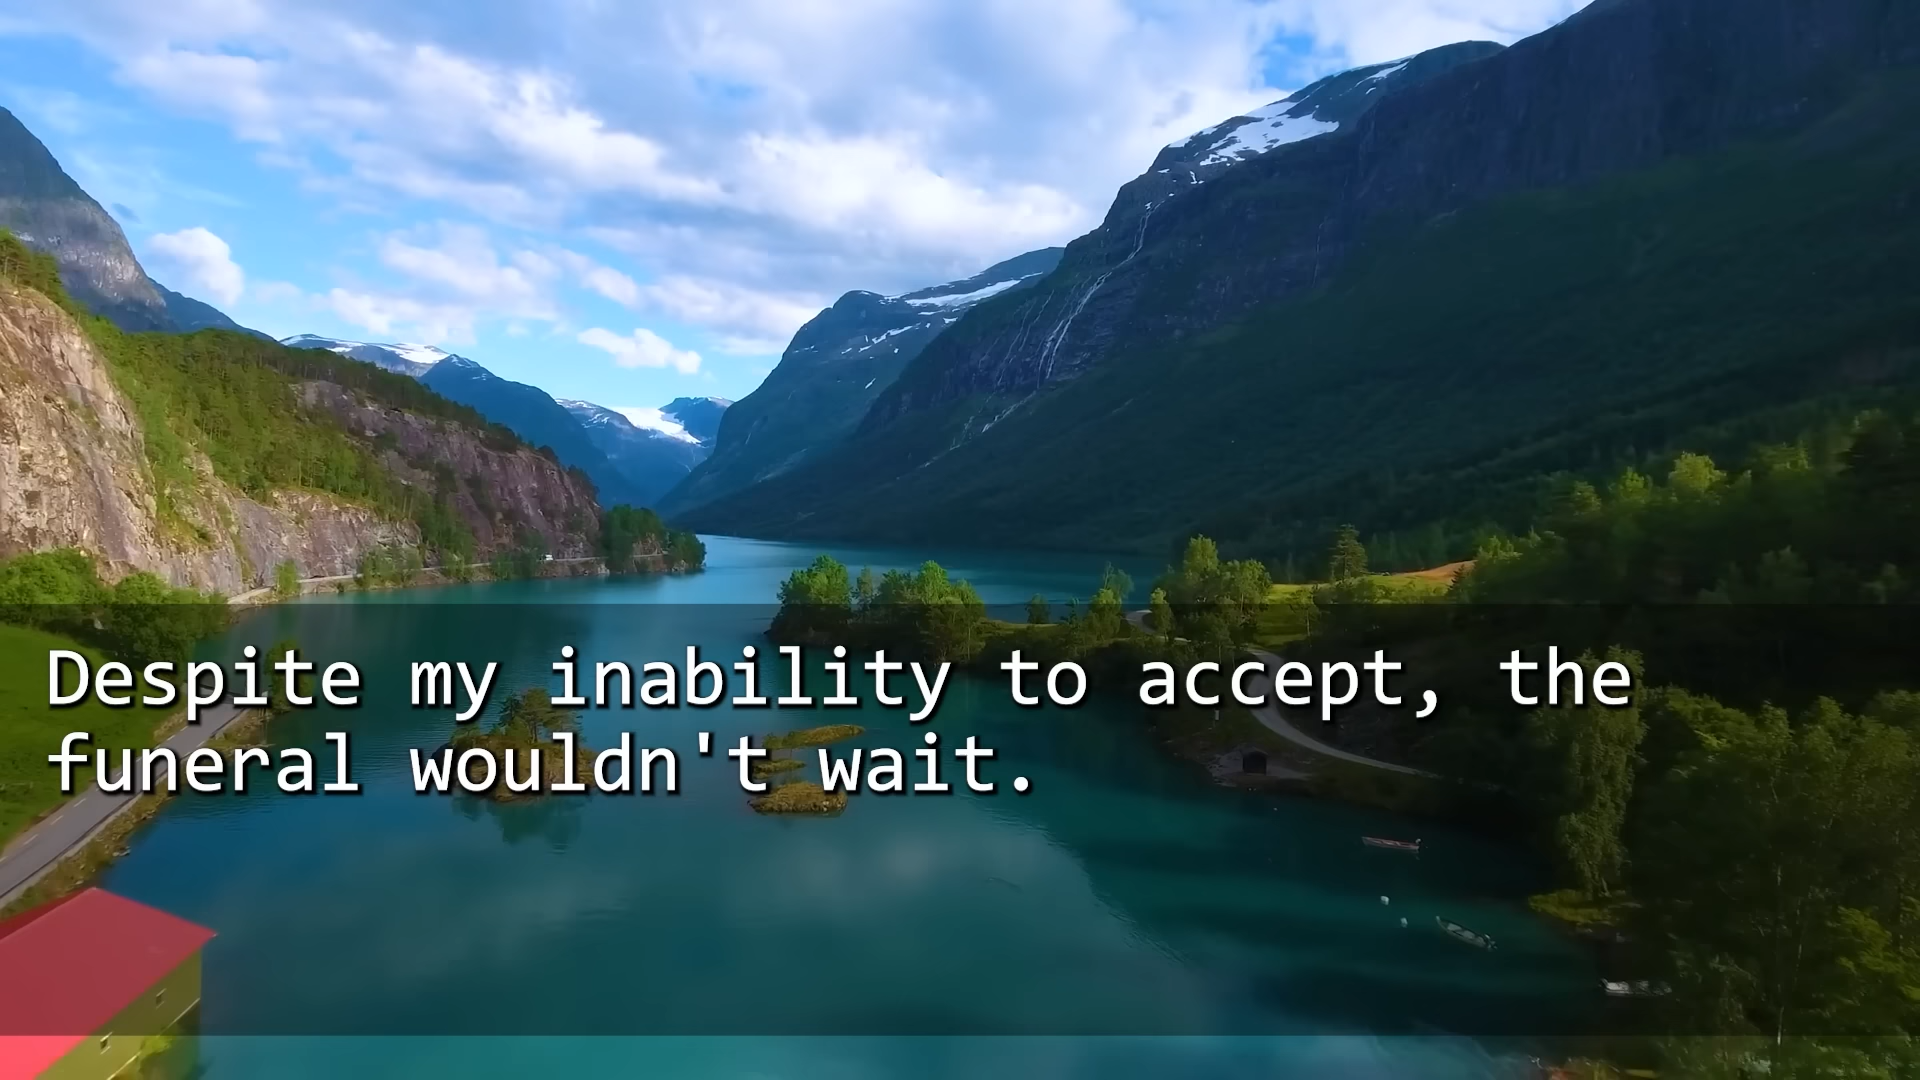 Despite my inability to accept, the
funeral wouldn't wait.